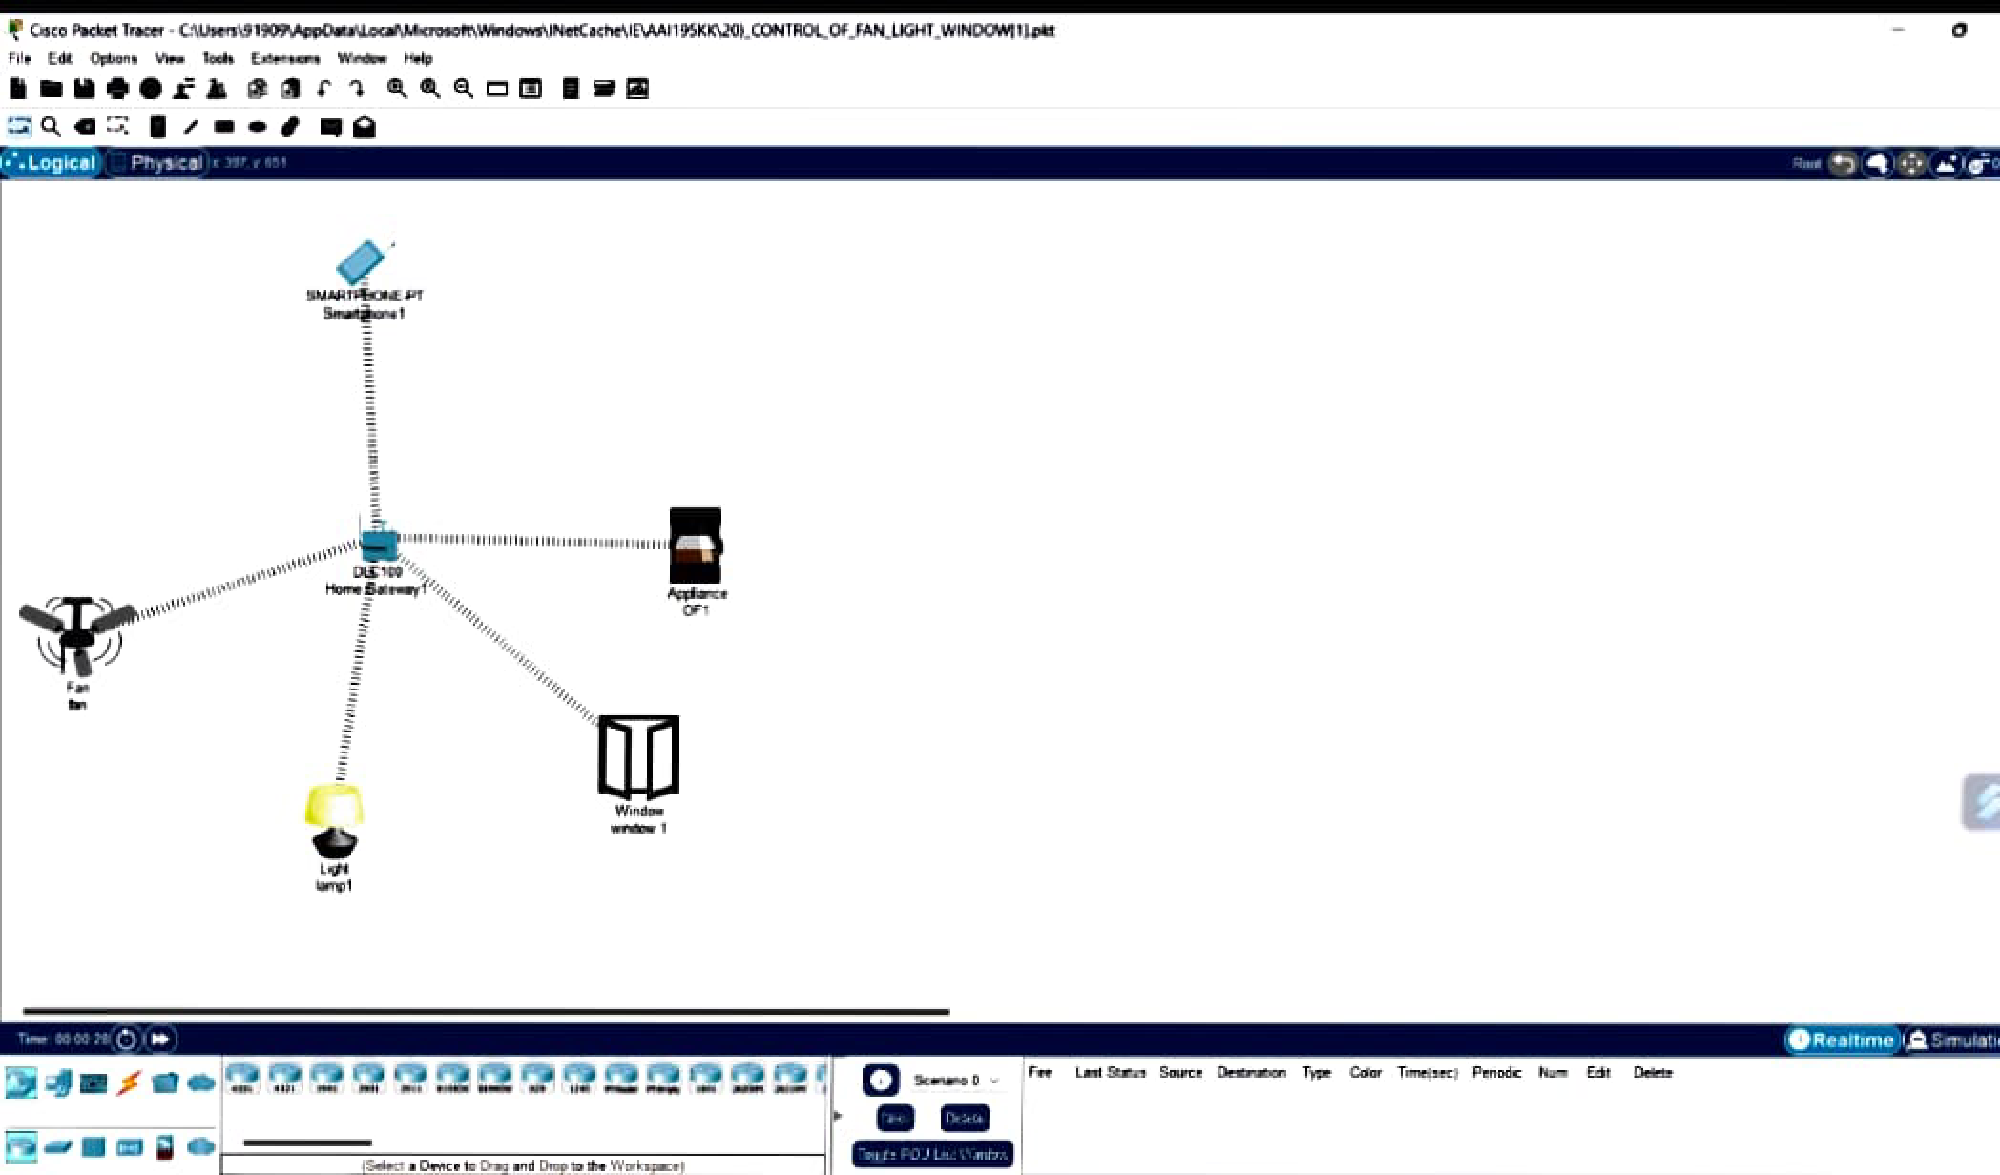 Cisco Packet Tracer - C:\Users\91909\AppData\Local\Microsoft\Windows\INetCache\IE\AAI195KK\20)_CONTROL_OF_FAN_LIGHT_WINDOW[1].pkt
File Edit Options View Tools Extensions Window Help
Logical Physical x 397, y 651
Root
SMARTPHONE-PT
Smartphone1
DLC100
Home Gateway1
Appliance
OF1
Fan
fan
Window
window 1
Light
lamp1
Time: 00:00:28
Realtime Simulati
Scenario 0
Fire Last Status Source Destination Type Color Time(sec) Periodic Num Edit Delete
New Delete
Toggle PDU List Window
(Select a Device to Drag and Drop to the Workspace)